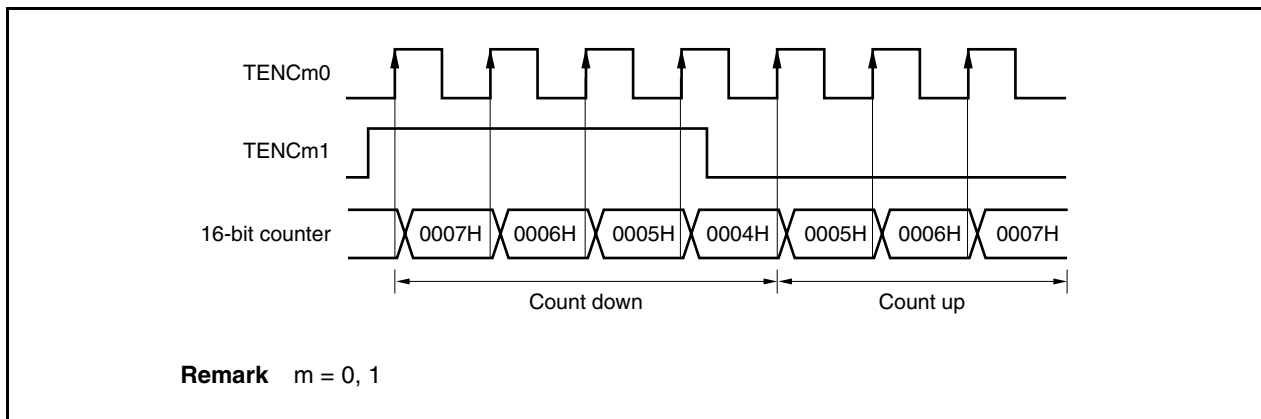 TENCm0
TENCm1
16-bit counter 0007H 0006H 0005H 0004H 0005H 0006H 0007H
Count down Count up
Remark m = 0, 1